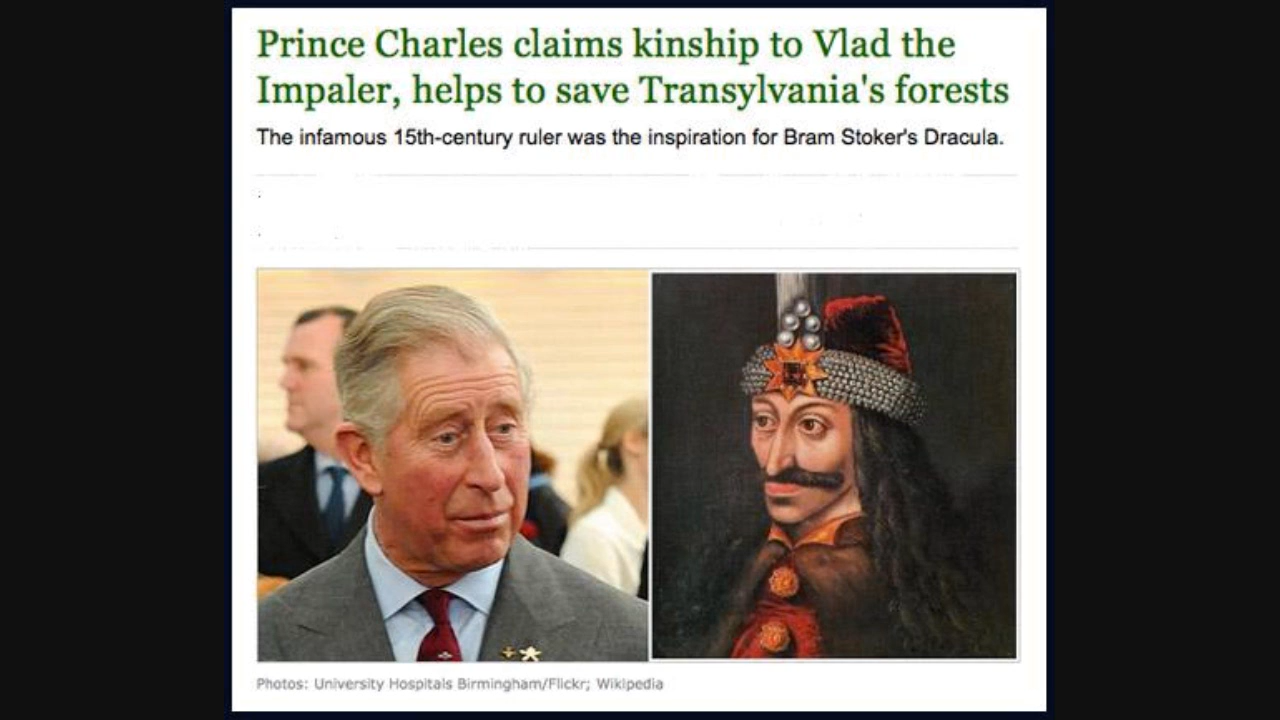 Prince Charles claims kinship to Vlad the
Impaler, helps to save Transylvania's forests
The infamous 15th-century ruler was the inspiration for Bram Stoker's Dracula.
Photos: University Hospitals Birmingham/Flickr; Wikipedia